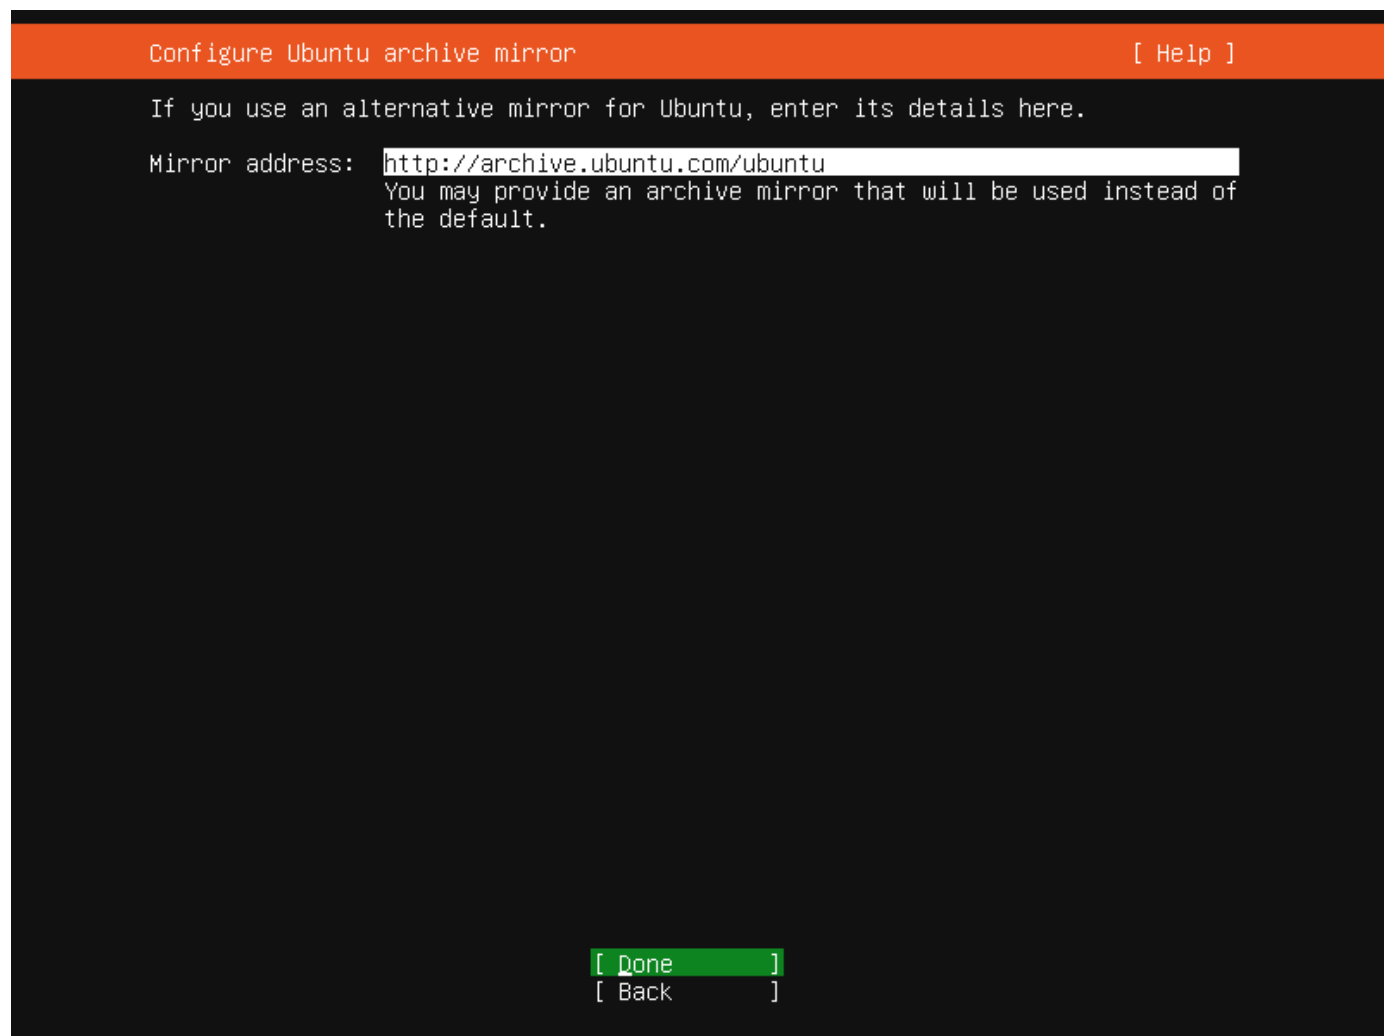 Configure Ubuntu archive mirror [ Help ]
If you use an alternative mirror for Ubuntu, enter its details here.
Mirror address: http://archive.ubuntu.com/ubuntu
You may provide an archive mirror that will be used instead of
the default.
[ Done ]
[ Back ]